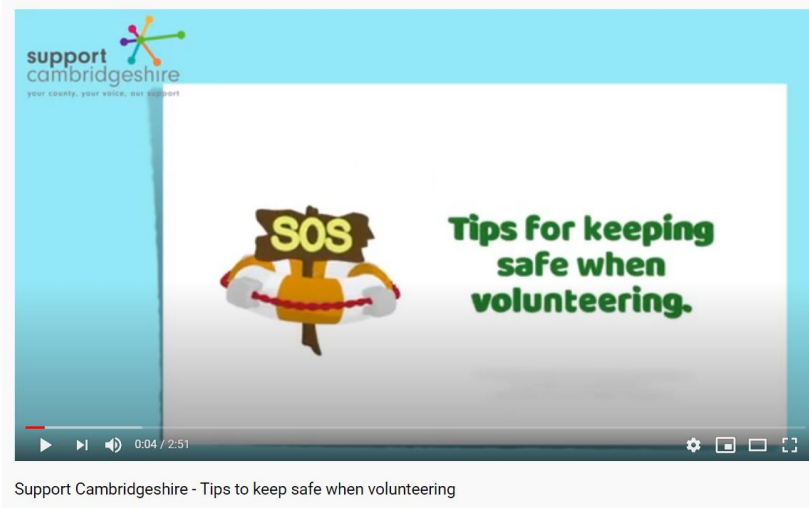 support
cambridgeshire
your county, your voice, our support
SOS
Tips for keeping
safe when
volunteering.
0:04 / 2:51
Support Cambridgeshire - Tips to keep safe when volunteering